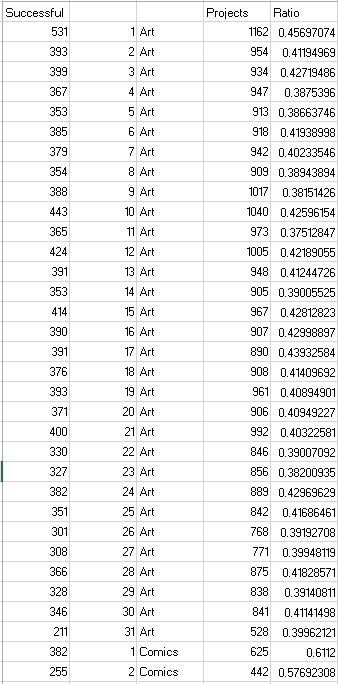 Successful Projects Ratio
531 1 Art 1162 0.45697074
393 2 Art 954 0.41194969
399 3 Art 934 0.42719486
367 4 Art 947 0.3875396
353 5 Art 913 0.38663746
385 6 Art 918 0.41938998
379 7 Art 942 0.40233546
354 8 Art 909 0.38943894
388 9 Art 1017 0.38151426
443 10 Art 1040 0.42596154
365 11 Art 973 0.37512847
424 12 Art 1005 0.42189055
391 13 Art 948 0.41244726
353 14 Art 905 0.39005525
414 15 Art 967 0.42812823
390 16 Art 907 0.42998897
391 17 Art 890 0.43932584
376 18 Art 908 0.41409692
393 19 Art 961 0.40894901
371 20 Art 906 0.40949227
400 21 Art 992 0.40322581
330 22 Art 846 0.39007092
327 23 Art 856 0.38200935
382 24 Art 889 0.42969629
351 25 Art 842 0.41686461
301 26 Art 768 0.39192708
308 27 Art 771 0.39948119
366 28 Art 875 0.41828571
328 29 Art 838 0.39140811
346 30 Art 841 0.41141498
211 31 Art 528 0.39962121
382 1 Comics 625 0.6112
255 2 Comics 442 0.57692308